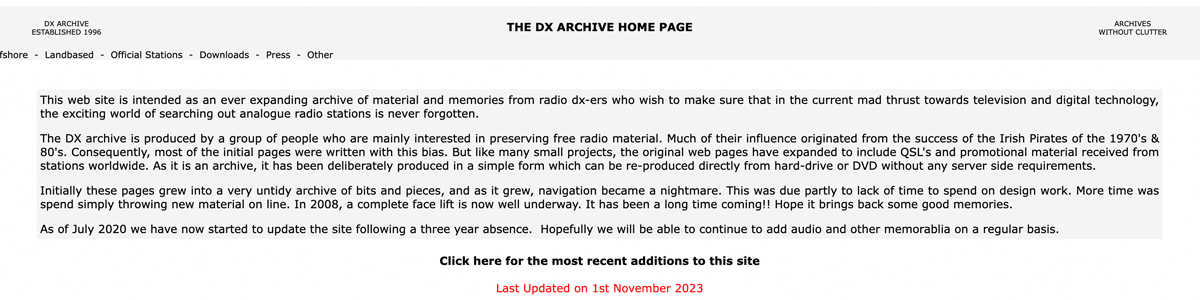 DX ARCHIVE
ESTABLISHED 1996
THE DX ARCHIVE HOME PAGE
ARCHIVES
WITHOUT CLUTTER
fshore - Landbased - Official Stations - Downloads - Press - Other
This web site is intended as an ever expanding archive of material and memories from radio dx-ers who wish to make sure that in the current mad thrust towards television and digital technology,
the exciting world of searching out analogue radio stations is never forgotten.
The DX archive is produced by a group of people who are mainly interested in preserving free radio material. Much of their influence originated from the success of the Irish Pirates of the 1970's &
80's. Consequently, most of the initial pages were written with this bias. But like many small projects, the original web pages have expanded to include QSL's and promotional material received from
stations worldwide. As it is an archive, it has been deliberately produced in a simple form which can be re-produced directly from hard-drive or DVD without any server side requirements.
Initially these pages grew into a very untidy archive of bits and pieces, and as it grew, navigation became a nightmare. This was due partly to lack of time to spend on design work. More time was
spend simply throwing new material on line. In 2008, a complete face lift is now well underway. It has been a long time coming!! Hope it brings back some good memories.
As of July 2020 we have now started to update the site following a three year absence. Hopefully we will be able to continue to add audio and other memorablia on a regular basis.
Click here for the most recent additions to this site
Last Updated on 1st November 2023